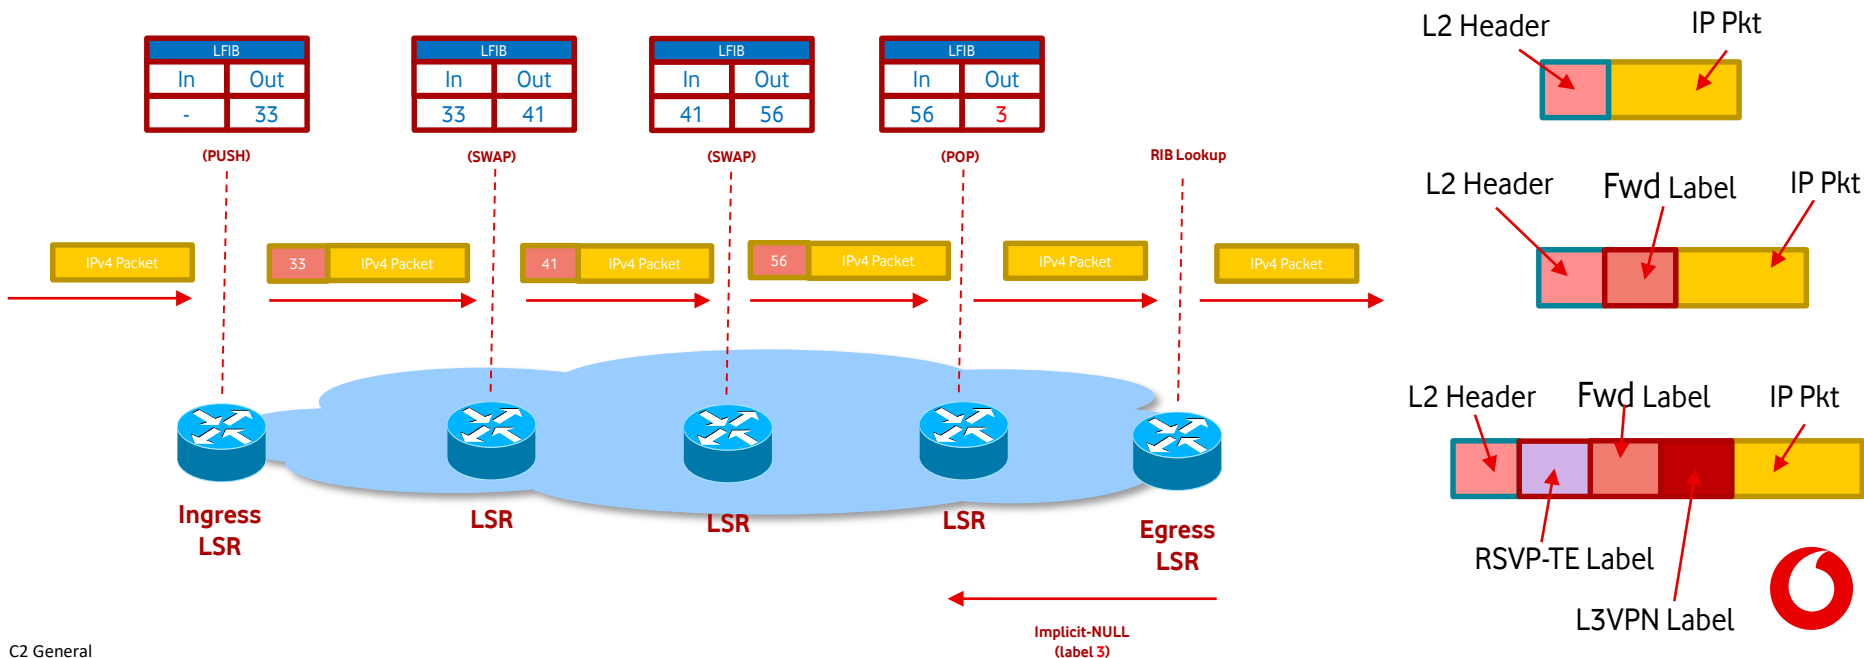 LFIB
In Out
- 33
(PUSH)
LFIB
In Out
33 41
(SWAP)
LFIB
In Out
41 56
(SWAP)
LFIB
In Out
56 3
(POP)
RIB Lookup
IPv4 Packet
33 IPv4 Packet
41 IPv4 Packet
56 IPv4 Packet
IPv4 Packet
IPv4 Packet
Ingress
LSR
LSR
LSR
LSR
Egress
LSR
Implicit-NULL
(label 3)
C2 General
L2 Header IP Pkt
L2 Header Fwd Label IP Pkt
L2 Header Fwd Label IP Pkt
RSVP-TE Label
L3VPN Label